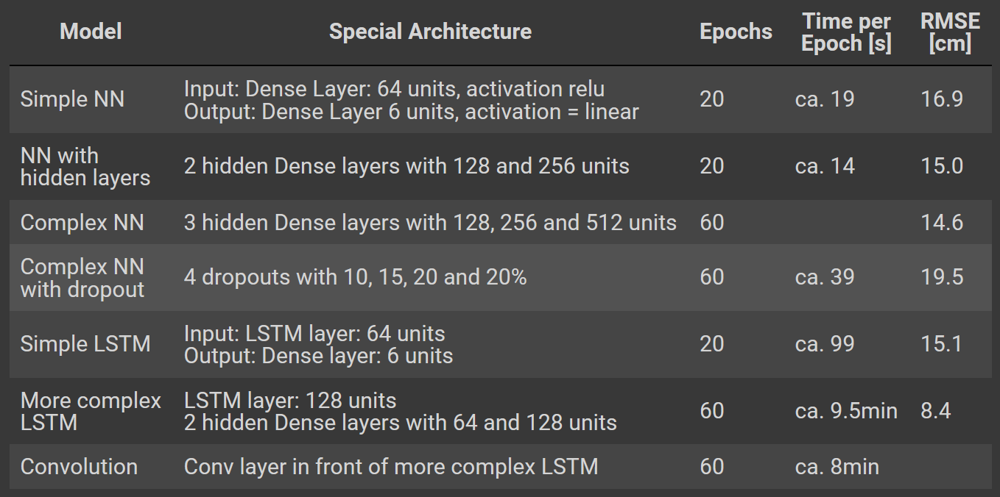 Model Special Architecture Epochs Time per Epoch [s] RMSE [cm]
Simple NN
Input: Dense Layer: 64 units, activation relu
Output: Dense Layer 6 units, activation = linear
20 ca. 19 16.9
NN with
hidden layers
2 hidden Dense layers with 128 and 256 units 20 ca. 14 15.0
Complex NN 3 hidden Dense layers with 128, 256 and 512 units 60 14.6
Complex NN
with dropout
4 dropouts with 10, 15, 20 and 20% 60 ca. 39 19.5
Simple LSTM
Input: LSTM layer: 64 units
Output: Dense layer: 6 units
20 ca. 99 15.1
More complex
LSTM
LSTM layer: 128 units
2 hidden Dense layers with 64 and 128 units
60 ca. 9.5min 8.4
Convolution Conv layer in front of more complex LSTM 60 ca. 8min